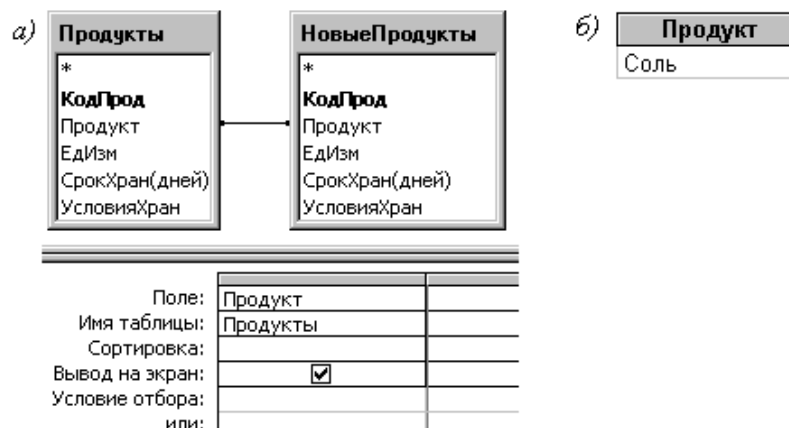 а)
Продукты
*
КодПрод
Продукт
ЕдИзм
СрокХран(дней)
УсловияХран
НовыеПродукты
*
КодПрод
Продукт
ЕдИзм
СрокХран(дней)
УсловияХран
б)
Продукт
Соль
Поле: Продукт
Имя таблицы: Продукты
Сортировка:
Вывод на экран:
Условие отбора:
или: